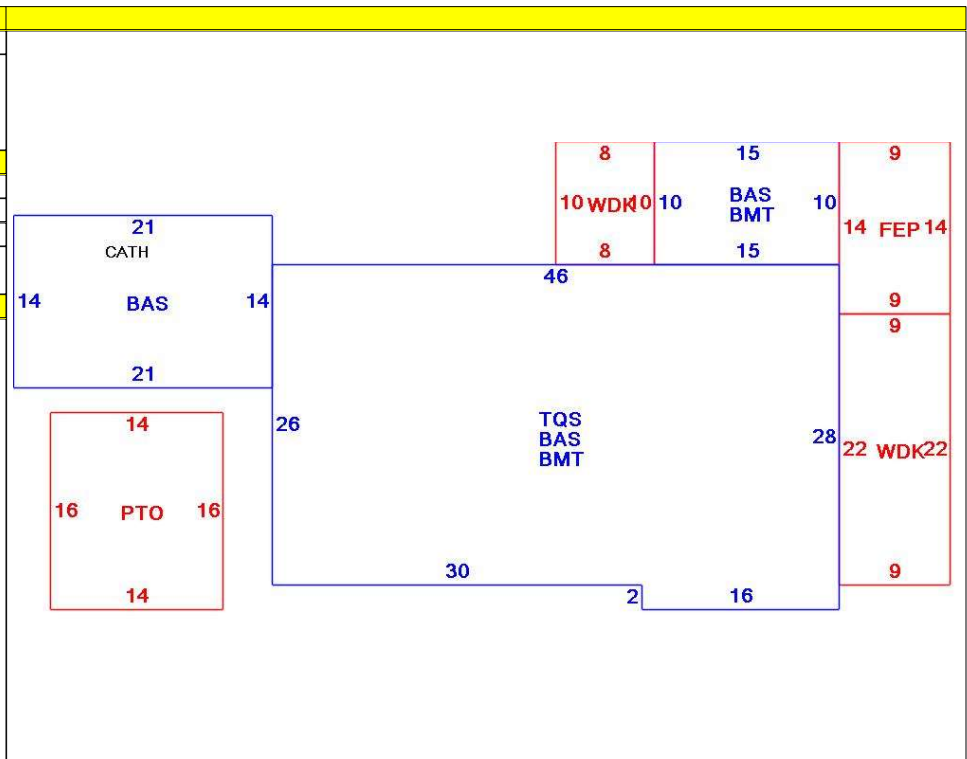 8 15 9
10 WDK 10 10 BAS 10
BMT
14 FEP 14
21
CATH
8 15
46
14 BAS 14
9
9
21
14
26 TQS 28
BAS
BMT
22 WDK 22
16 PTO 16
30 9
14 2 16